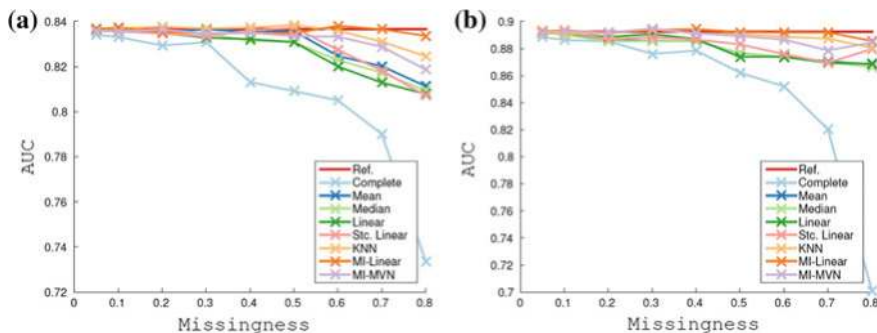 (a)
AUC
0.84
0.82
0.8
0.78
0.76
0.74
0.72
0 0.1 0.2 0.3 0.4 0.5 0.6 0.7 0.8
Missingness
Ref.
Complete
Mean
Median
Linear
Stc. Linear
KNN
MI-Linear
MI-MVN
(b)
AUC
0.9
0.88
0.86
0.84
0.82
0.8
0.78
0.76
0.74
0.72
0.7
0 0.1 0.2 0.3 0.4 0.5 0.6 0.7 0.8
Missingness
Ref.
Complete
Mean
Median
Linear
Stc. Linear
KNN
MI-Linear
MI-MVN